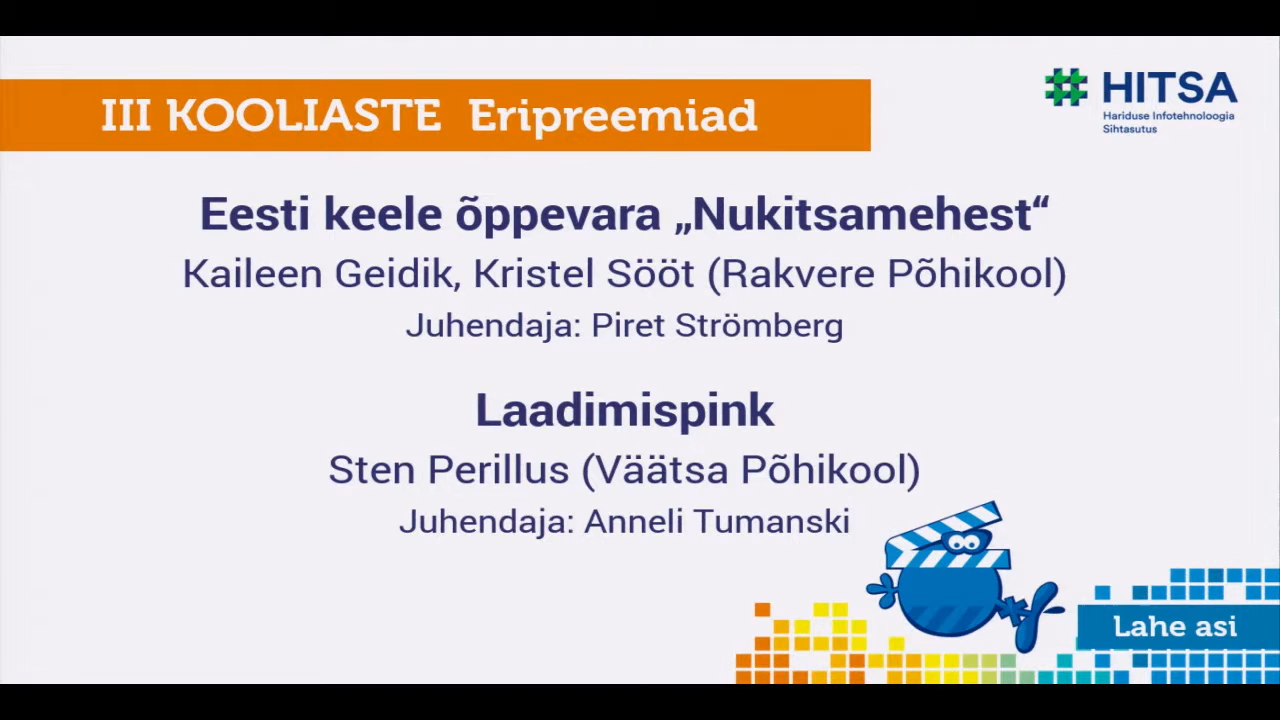 III KOOLIASTE Eripreemiad
HITSA
Hariduse Infotehnoloogia
Sihtasutus
Eesti keele õppevara „Nukitsamehest“
Kaileen Geidik, Kristel Sööt (Rakvere Põhikool)
Juhendaja: Piret Strömberg
Laadimispink
Sten Perillus (Väätsa Põhikool)
Juhendaja: Anneli Tumanski
Lahe asi